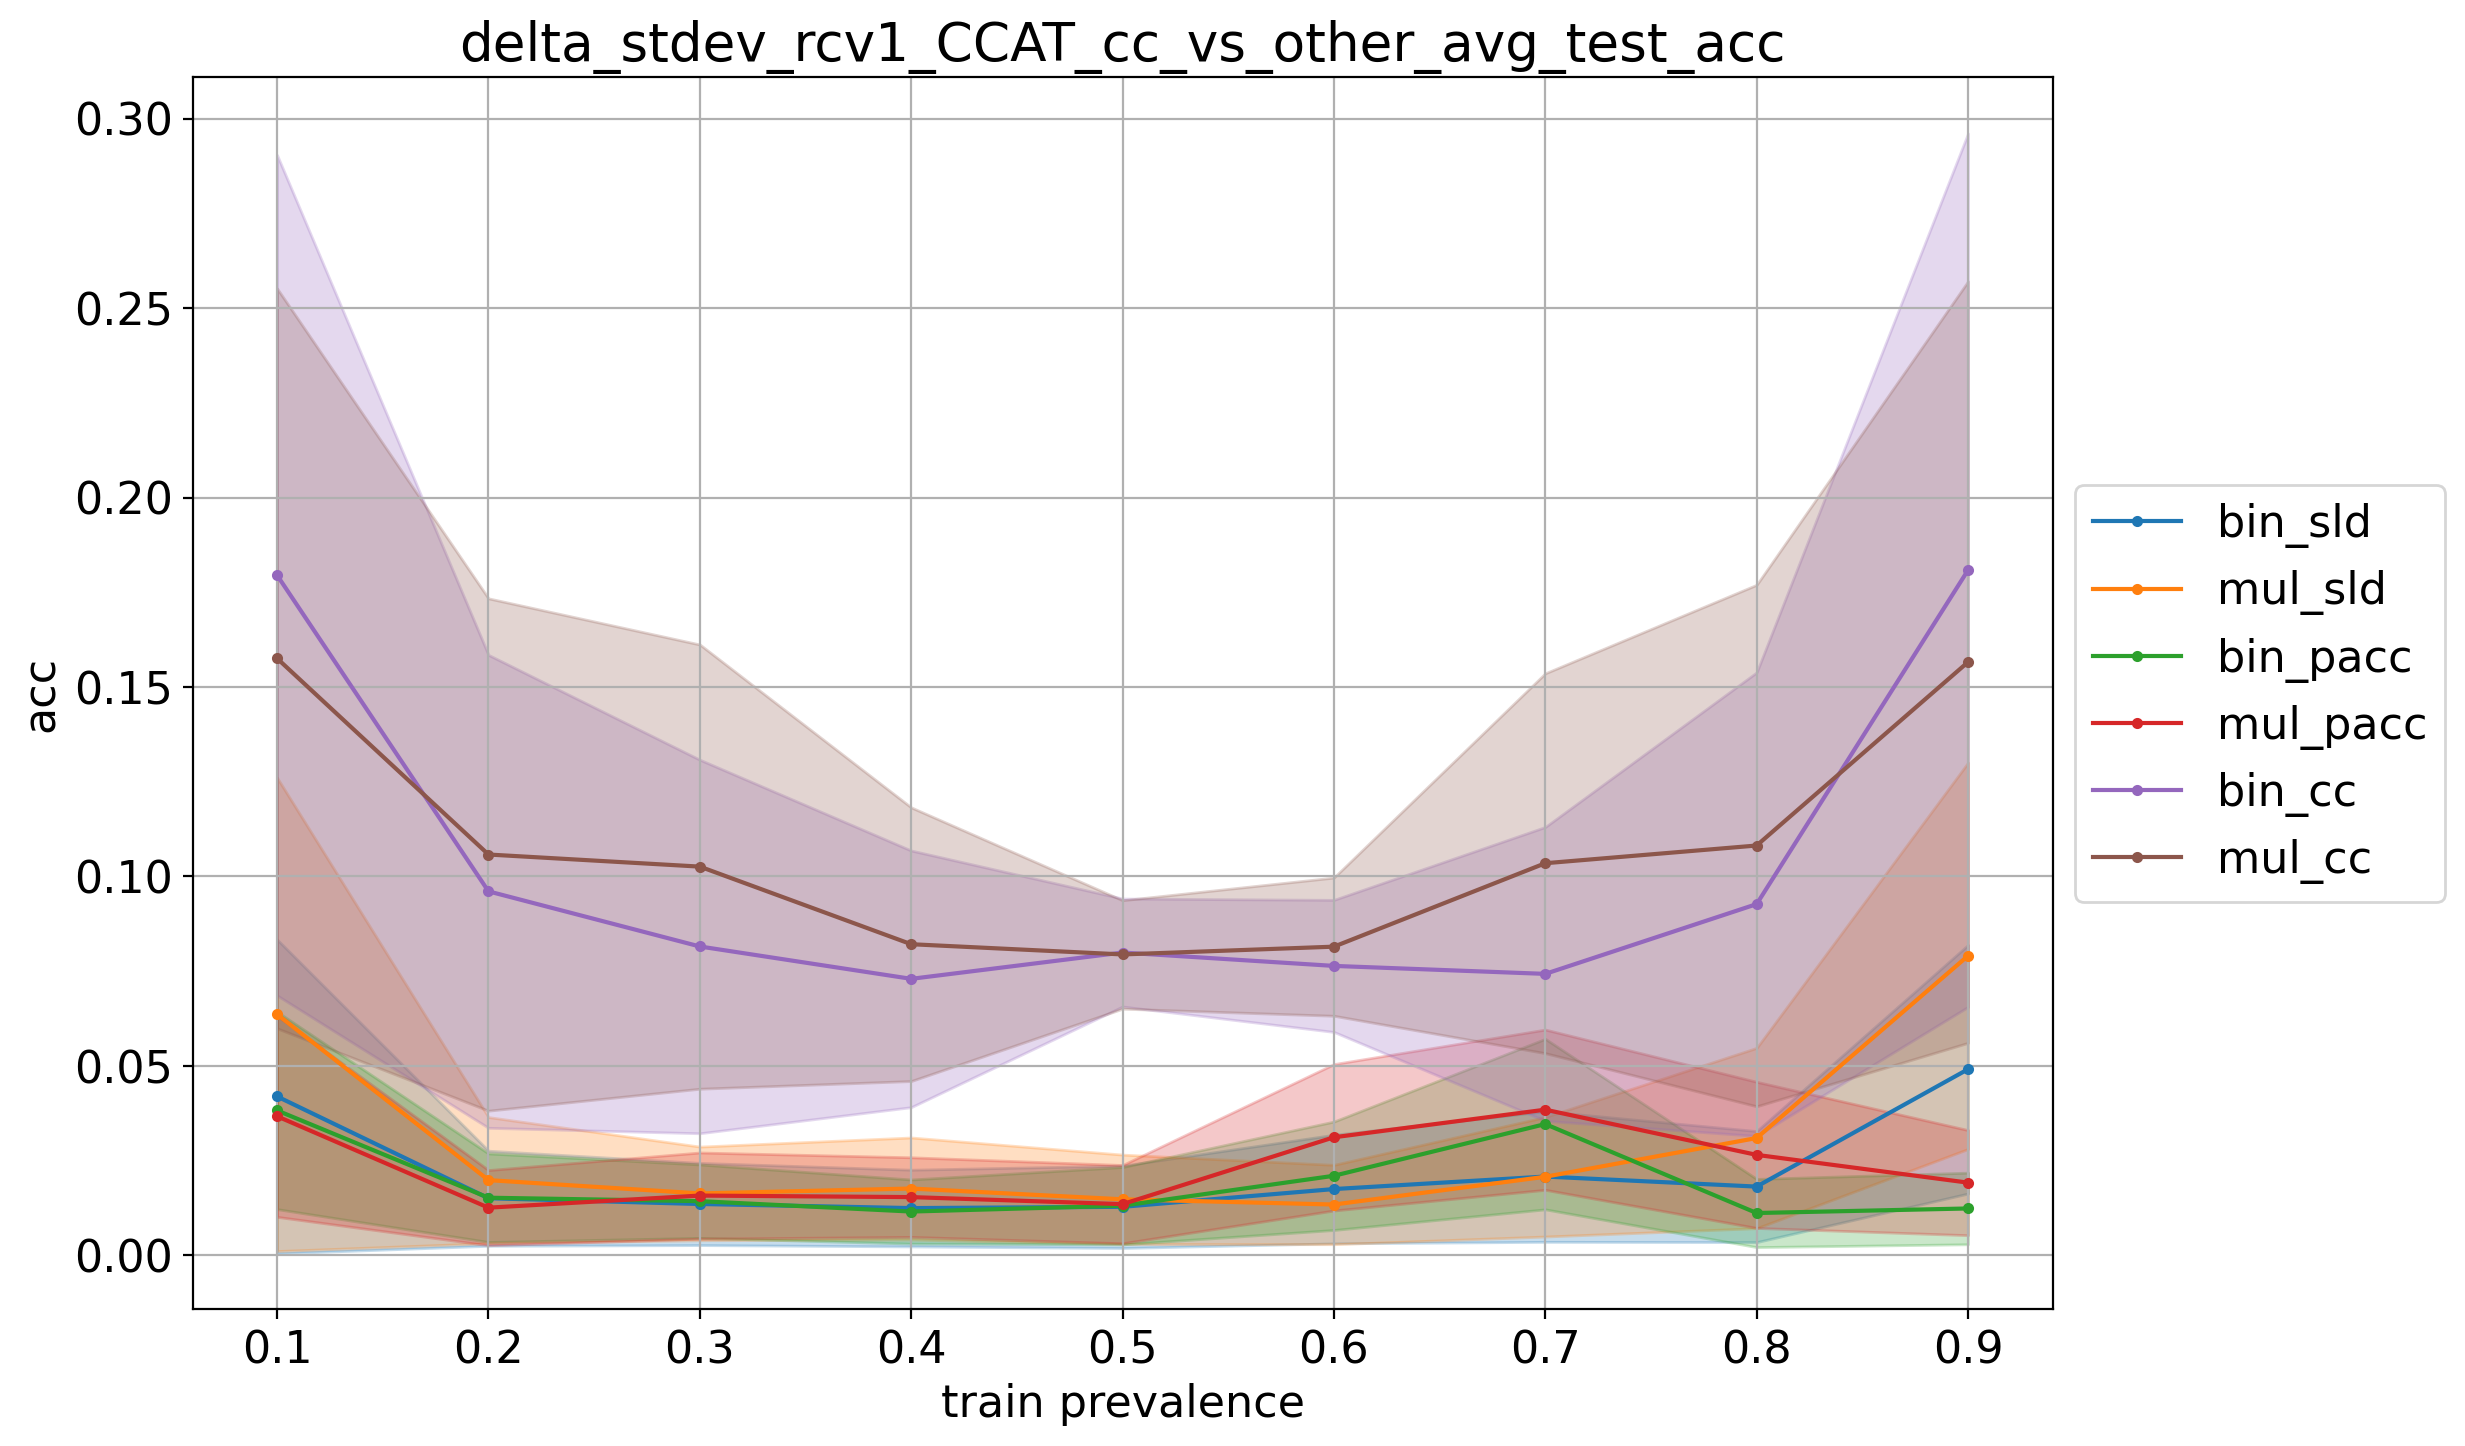 delta_stdev_rcv1_CCAT_cc_vs_other_avg_test_acc
0.30
0.25
0.20
0.15
0.10
0.05
0.00
acc
0.1 0.2 0.3 0.4 0.5 0.6 0.7 0.8 0.9
train prevalence
bin_sld
mul_sld
bin_pacc
mul_pacc
bin_cc
mul_cc